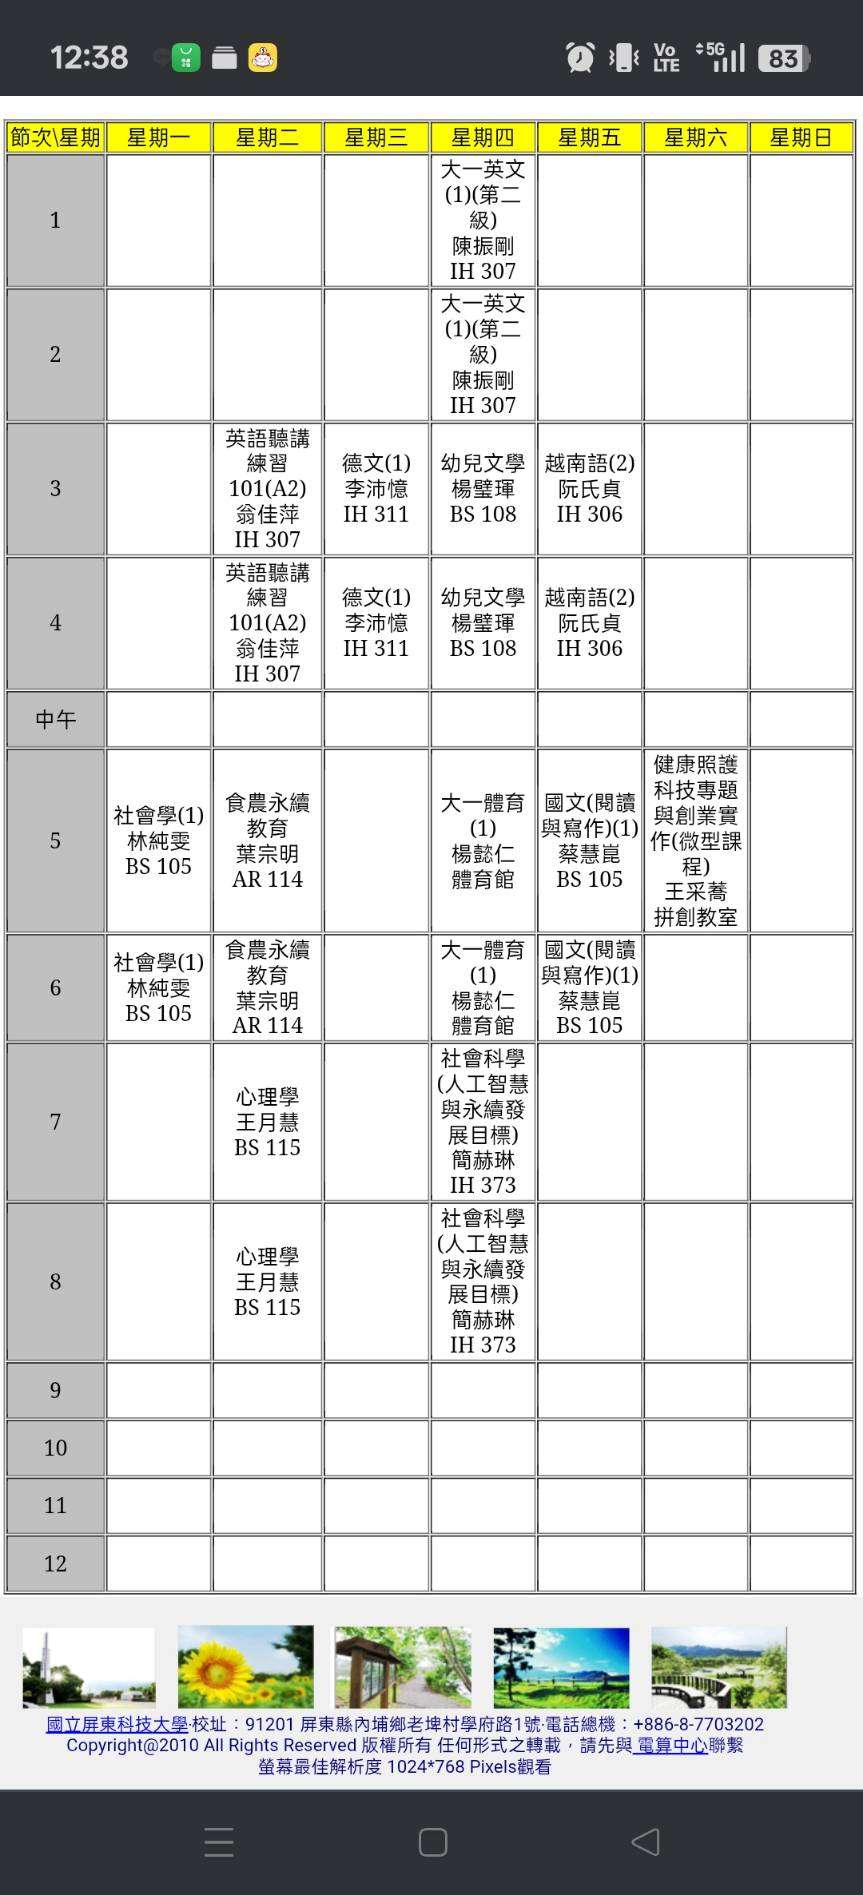 12:38
Vo LTE 5G 83
節次\星期 星期一 星期二 星期三 星期四 星期五 星期六 星期日
1
大一英文
(1)(第二
級)
陳振剛
IH 307
2
大一英文
(1)(第二
級)
陳振剛
IH 307
3
英語聽講
練習
101(A2)
翁佳萍
IH 307
德文(1)
李沛憶
IH 311
幼兒文學
楊璧琿
BS 108
越南語(2)
阮氏貞
IH 306
4
英語聽講
練習
101(A2)
翁佳萍
IH 307
德文(1)
李沛憶
IH 311
幼兒文學
楊璧琿
BS 108
越南語(2)
阮氏貞
IH 306
中午
5
社會學(1)
林純雯
BS 105
食農永續
教育
葉宗明
AR 114
大一體育
(1)
楊懿仁
體育館
國文(閱讀
與寫作)(1)
蔡慧崑
BS 105
健康照護
科技專題
與創業實
作(微型課
程)
王采蕎
拼創教室
6
社會學(1)
林純雯
BS 105
食農永續
教育
葉宗明
AR 114
大一體育
(1)
楊懿仁
體育館
國文(閱讀
與寫作)(1)
蔡慧崑
BS 105
7
心理學
王月慧
BS 115
社會科學
(人工智慧
與永續發
展目標)
簡赫琳
IH 373
8
心理學
王月慧
BS 115
社會科學
(人工智慧
與永續發
展目標)
簡赫琳
IH 373
9
10
11
12
國立屏東科技大學‧校址：91201 屏東縣內埔鄉老埤村學府路1號‧電話總機：+886-8-7703202
Copyright@2010 All Rights Reserved 版權所有 任何形式之轉載，請先與 電算中心聯繫
螢幕最佳解析度 1024*768 Pixels觀看